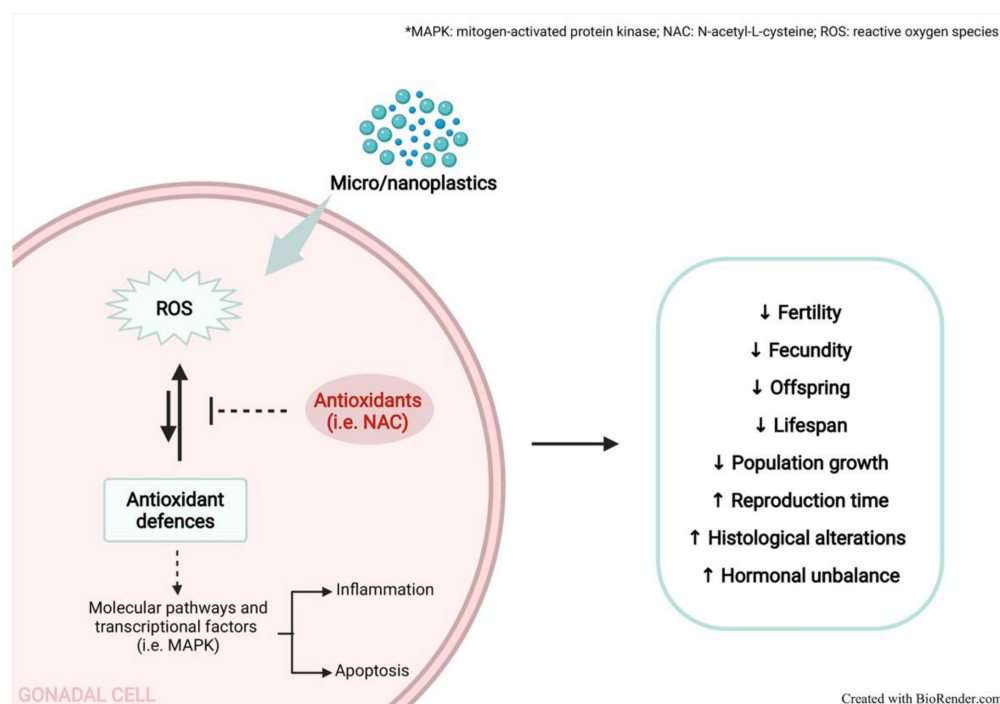 *MAPK: mitogen-activated protein kinase; NAC: N-acetyl-L-cysteine; ROS: reactive oxygen species
Micro/nanoplastics
ROS
Antioxidants
(i.e. NAC)
Antioxidant
defences
Molecular pathways and
transcriptional factors
(i.e. MAPK)
Inflammation
Apoptosis
GONADAL CELL
↓ Fertility
↓ Fecundity
↓ Offspring
↓ Lifespan
↓ Population growth
↑ Reproduction time
↑ Histological alterations
↑ Hormonal unbalance
Created with BioRender.com